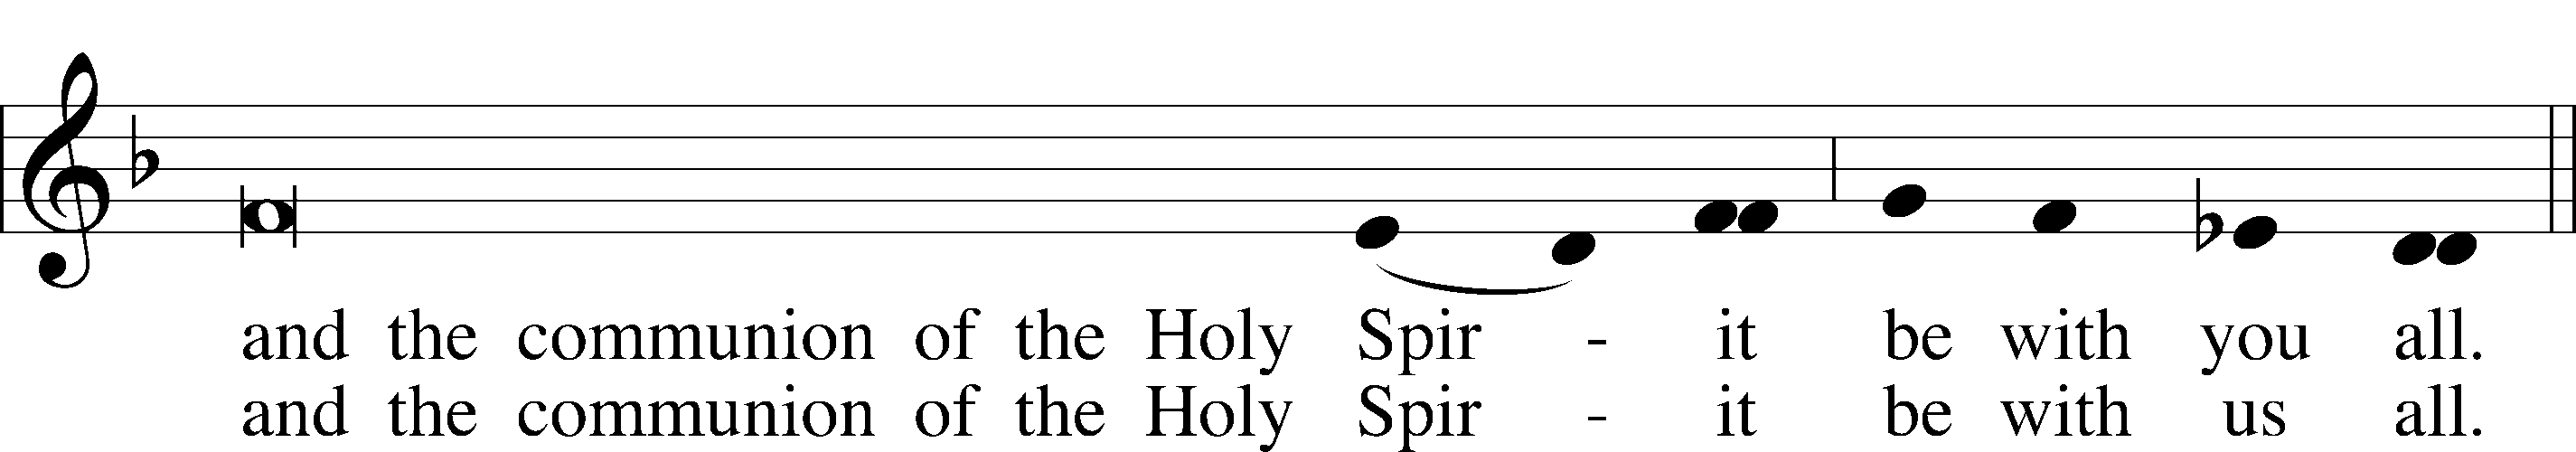 and the communion of the Holy Spir - it be with you all.
and the communion of the Holy Spir - it be with us all.